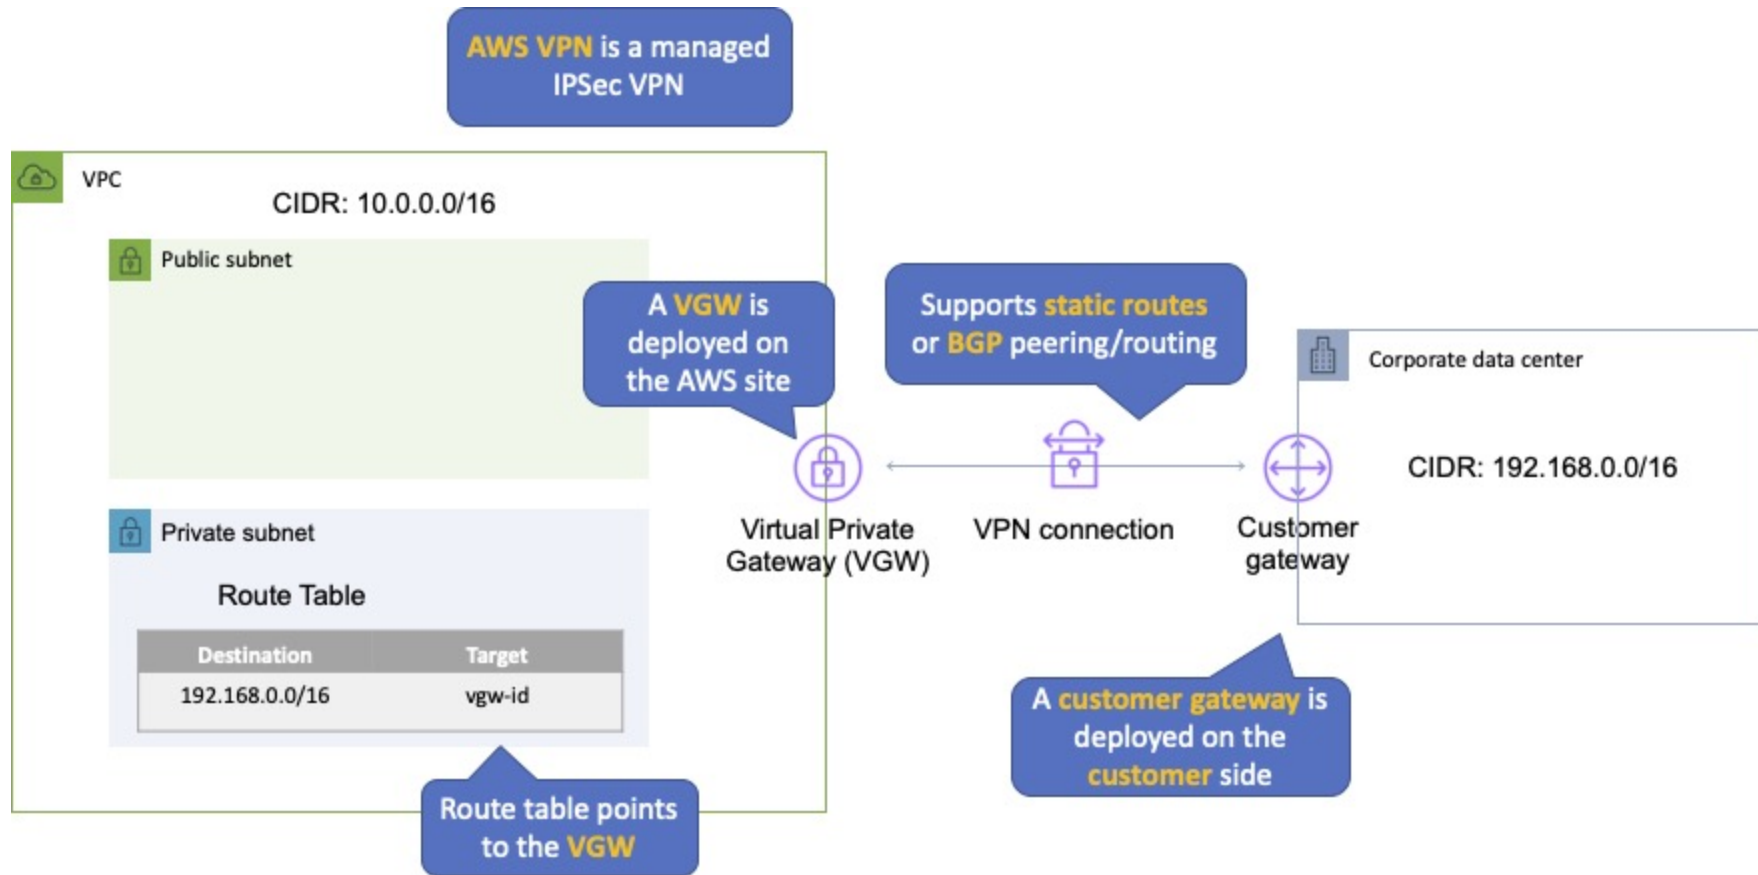 AWS VPN is a managed
IPSec VPN
VPC
CIDR: 10.0.0.0/16
Public subnet
A VGW is
deployed on
the AWS site
Supports static routes
or BGP peering/routing
Corporate data center
CIDR: 192.168.0.0/16
Virtual Private
Gateway (VGW)
VPN connection
Customer
gateway
Private subnet
Route Table
Destination Target
192.168.0.0/16 vgw-id
A customer gateway is
deployed on the
customer side
Route table points
to the VGW